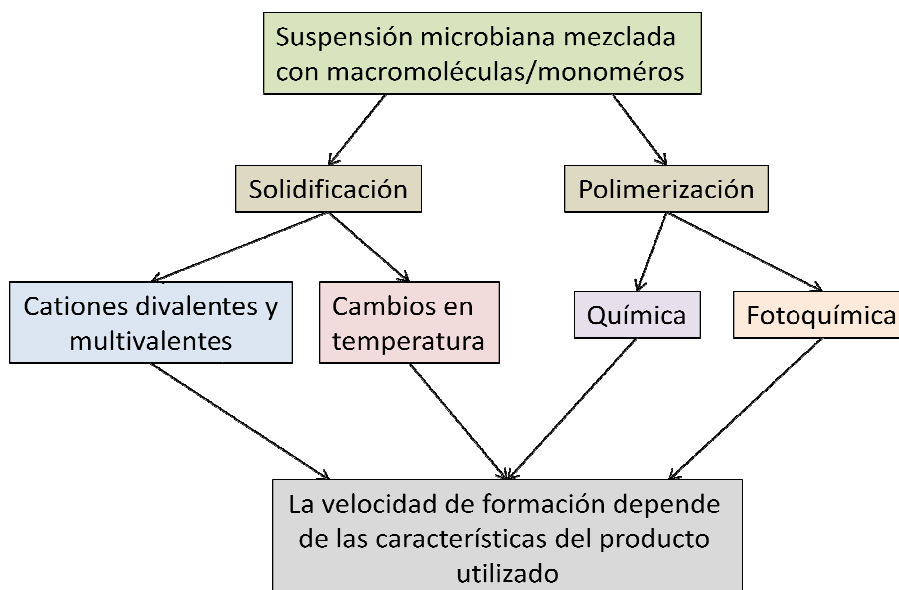 Suspensión microbiana mezclada
con macromoléculas/monoméros
Solidificación
Polimerización
Cationes divalentes y
multivalentes
Cambios en
temperatura
Química
Fotoquímica
La velocidad de formación depende
de las características del producto
utilizado